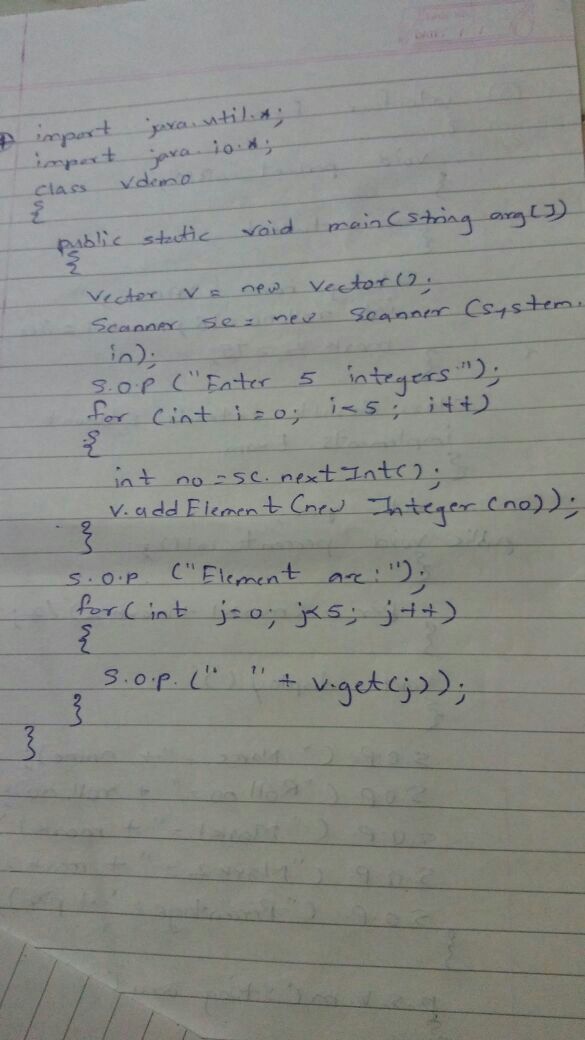 import java.util.*;
import java.io.*;
class vdemo
{
public static void main(string arg[])
{
Vector v = new Vector();
Scanner sc = new Scanner (system.
in);
S.O.P ("Enter 5 integers");
for (int i=0; i<5; i++)
{
int no = sc.nextInt();
v.addElement (new Integer (no));
}
S.O.P ("Element are:");
for( int j=0; j<5; j++)
{
S.O.P. (" " + v.get(j));
}
}